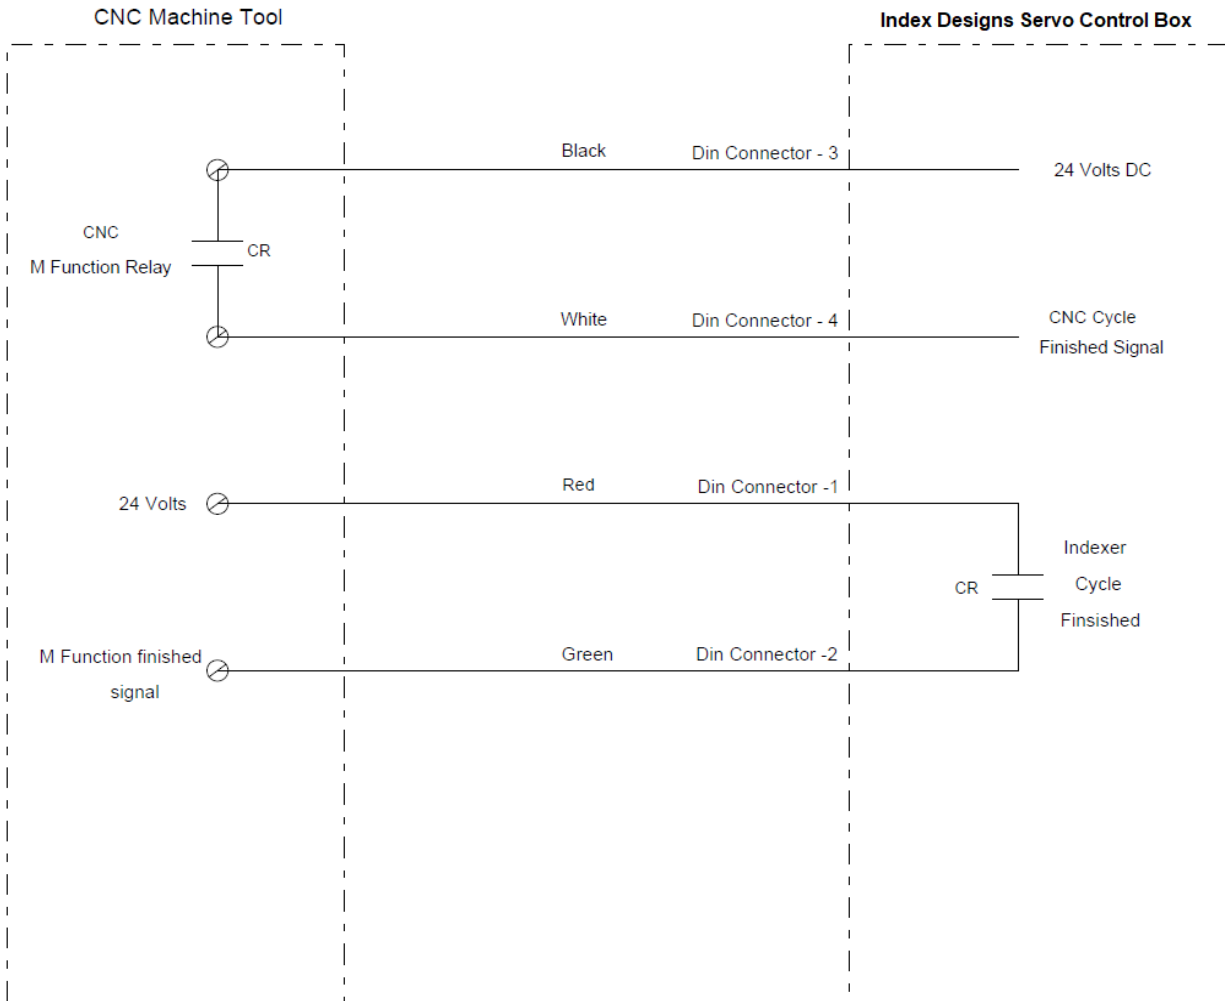 CNC Machine Tool
Index Designs Servo Control Box
Black
Din Connector - 3
24 Volts DC
CNC
M Function Relay
CR
White
Din Connector - 4
CNC Cycle
Finished Signal
24 Volts
Red
Din Connector -1
CR
Indexer
Cycle
Finsished
M Function finished
signal
Green
Din Connector -2